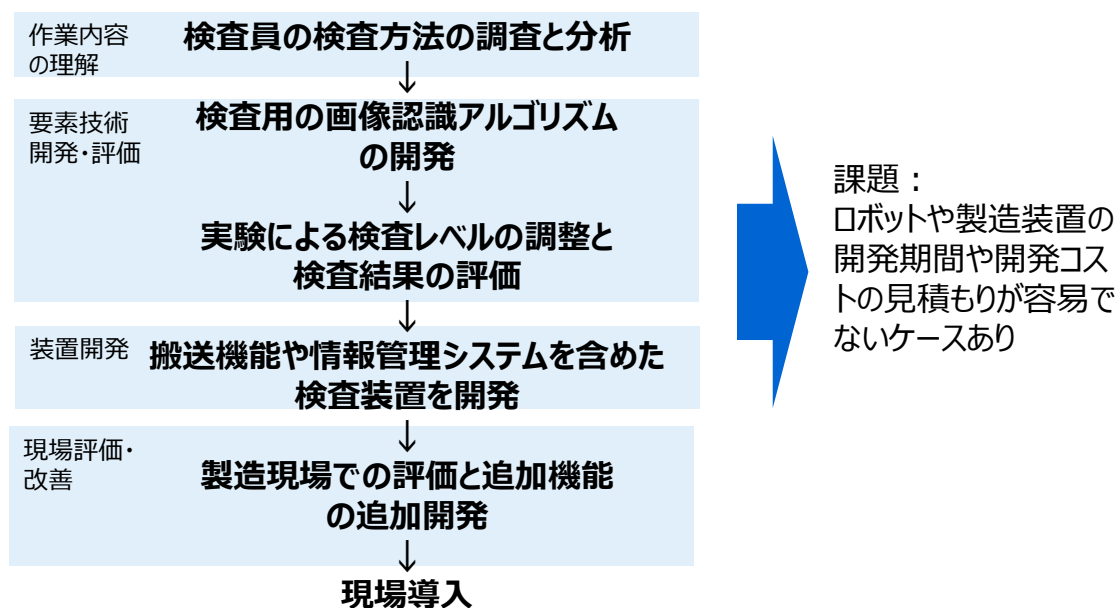 作業内容
の理解
検査員の検査方法の調査と分析
↓
要素技術
開発・評価
検査用の画像認識アルゴリズム
の開発
↓
実験による検査レベルの調整と
検査結果の評価
↓
装置開発
搬送機能や情報管理システムを含めた
検査装置を開発
↓
現場評価・
改善
製造現場での評価と追加機能
の追加開発
↓
現場導入
課題：
ロボットや製造装置の
開発期間や開発コス
トの見積もりが容易で
ないケースあり